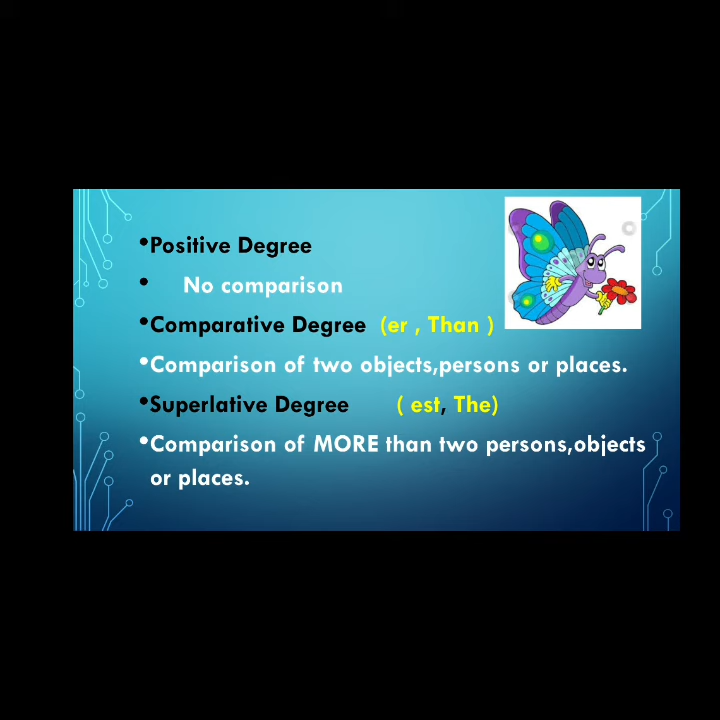 •Positive Degree
• No comparison
•Comparative Degree (er , Than )
•Comparison of two objects,persons or places.
•Superlative Degree ( est, The)
•Comparison of MORE than two persons,objects
or places.